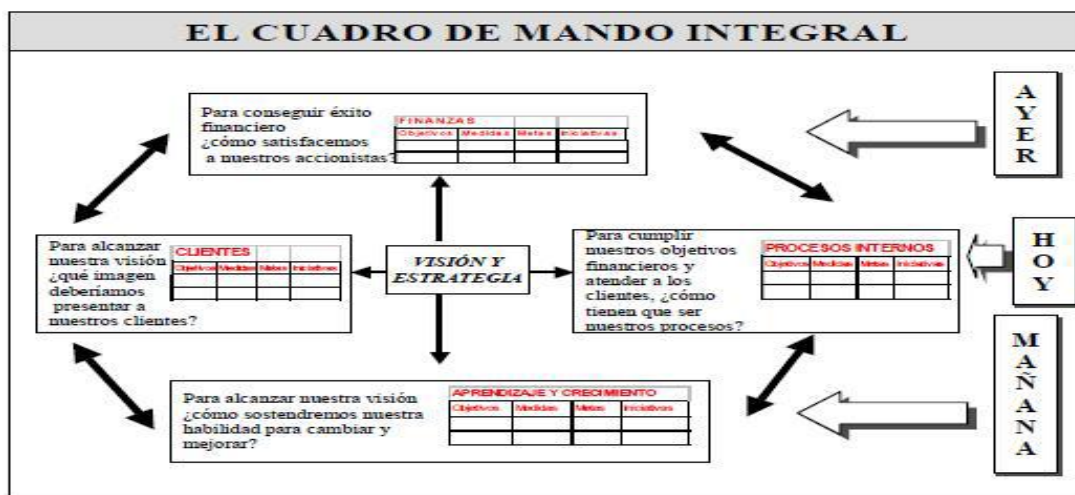 EL CUADRO DE MANDO INTEGRAL
Para conseguir éxito
financiero
¿cómo satisfacemos
a nuestros accionistas?
FINANZAS
Objetivos Medidas Metas Iniciativas
AYER
Para alcanzar
nuestra visión
¿qué imagen
deberíamos
presentar a
nuestros clientes?
CLIENTES
Objetivos Medidas Metas Iniciativas
VISIÓN Y
ESTRATEGIA
Para cumplir
nuestros objetivos
financieros y
atender a los
clientes, ¿cómo
tienen que ser
nuestros procesos?
PROCESOS INTERNOS
Objetivos Medidas Metas Iniciativas
HOY
Para alcanzar nuestra visión
¿cómo sostendremos nuestra
habilidad para cambiar y
mejorar?
APRENDIZAJE Y CRECIMIENTO
Objetivos Medidas Metas Iniciativas
MAÑANA